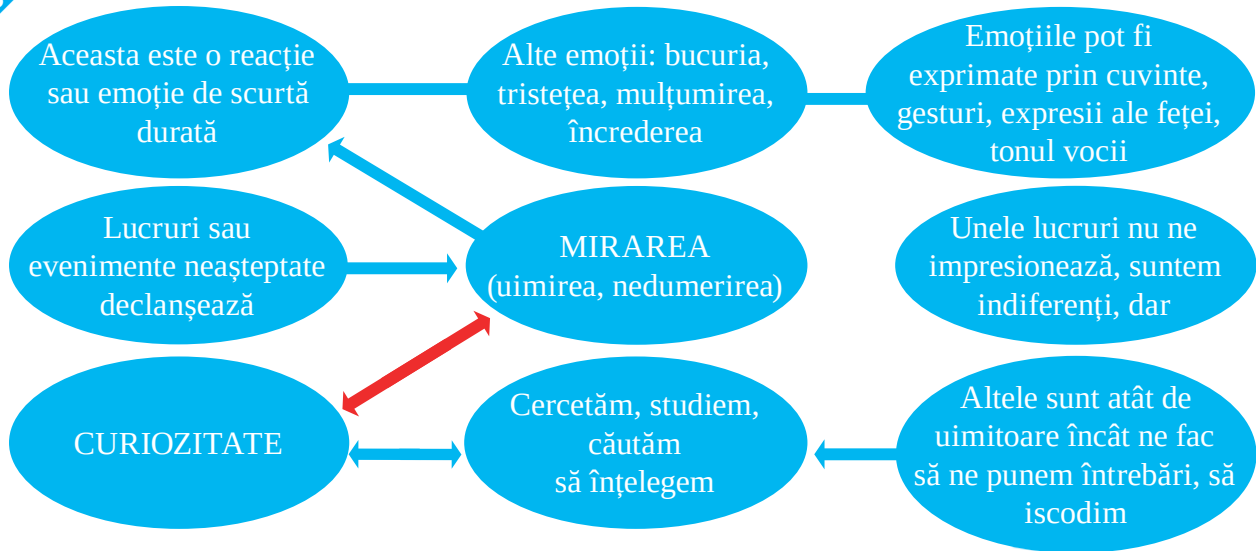 Aceasta este o reacție
sau emoție de scurtă
durată
Alte emoții: bucuria,
tristețea, mulțumirea,
încrederea
Emoțiile pot fi
exprimate prin cuvinte,
gesturi, expresii ale feței,
tonul vocii
Lucruri sau
evenimente neașteptate
declanșează
MIRAREA
(uimirea, nedumerirea)
Unele lucruri nu ne
impresionează, suntem
indiferenți, dar
CURIOZITATE
Cercetăm, studiem,
căutăm
să înțelegem
Altele sunt atât de
uimitoare încât ne fac
să ne punem întrebări, să
iscodim